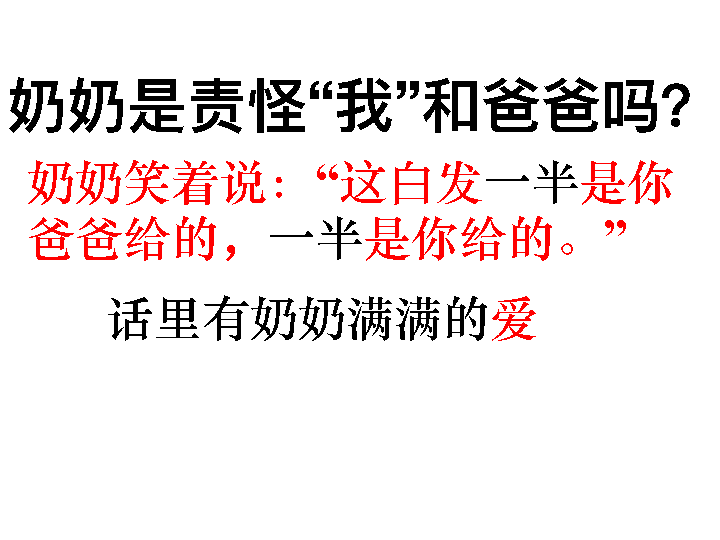 奶奶是责怪“我”和爸爸吗?
奶奶笑着说：“这白发一半是你
爸爸给的，一半是你给的。”
话里有奶奶满满的爱